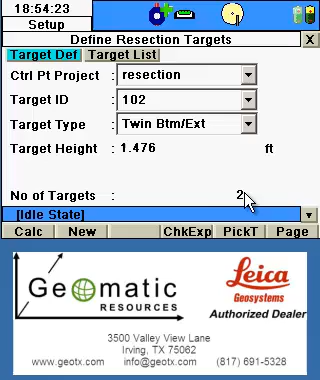 18:54:23
Setup
Define Resection Targets X
Target Def Target List
Ctrl Pt Project : resection
Target ID : 102
Target Type : Twin Btm/Ext
Target Height : 1.476 ft
No of Targets : 2
[Idle State]
Calc New ChkExp PickT Page
Geomatic
RESOURCES
Leica
Geosystems
Authorized Dealer
3500 Valley View Lane
Irving, TX 75062
www.geotx.com info@geotx.com (817) 691-5328